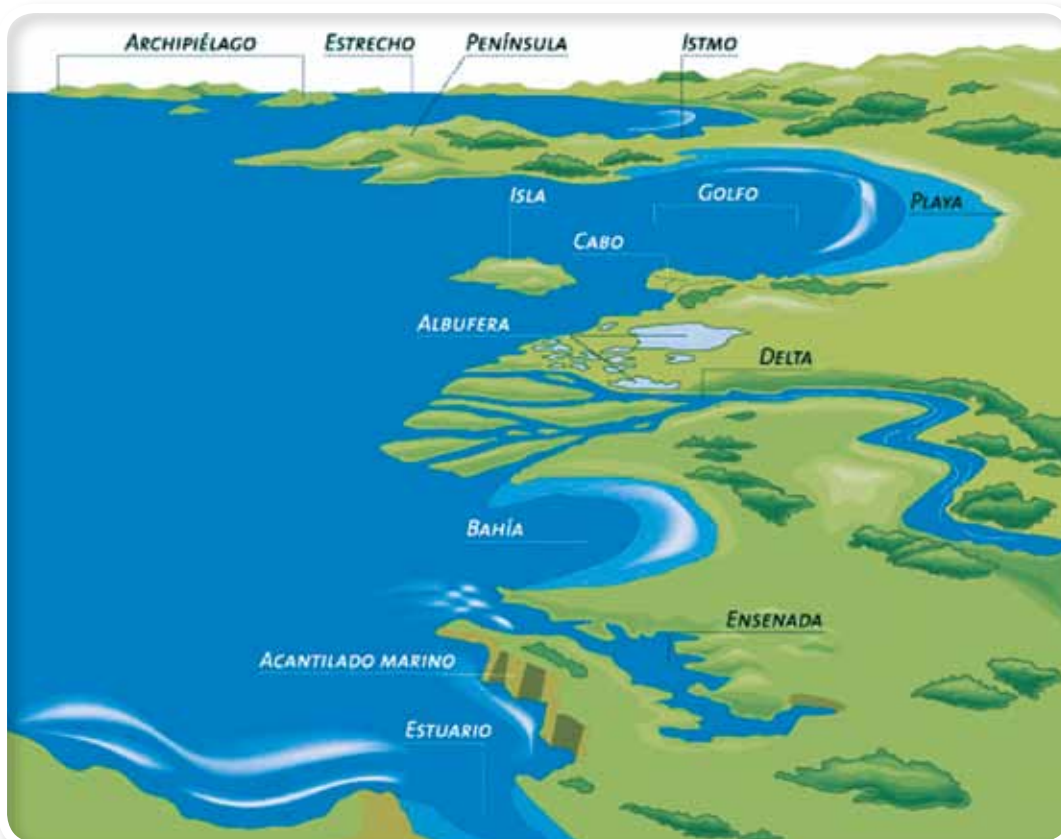 ARCHIPIÉLAGO
ESTRECHO
PENÍNSULA
ISTMO
ISLA
GOLFO
PLAYA
CABO
ALBUFERA
DELTA
BAHÍA
ENSENADA
ACANTILADO MARINO
ESTUARIO